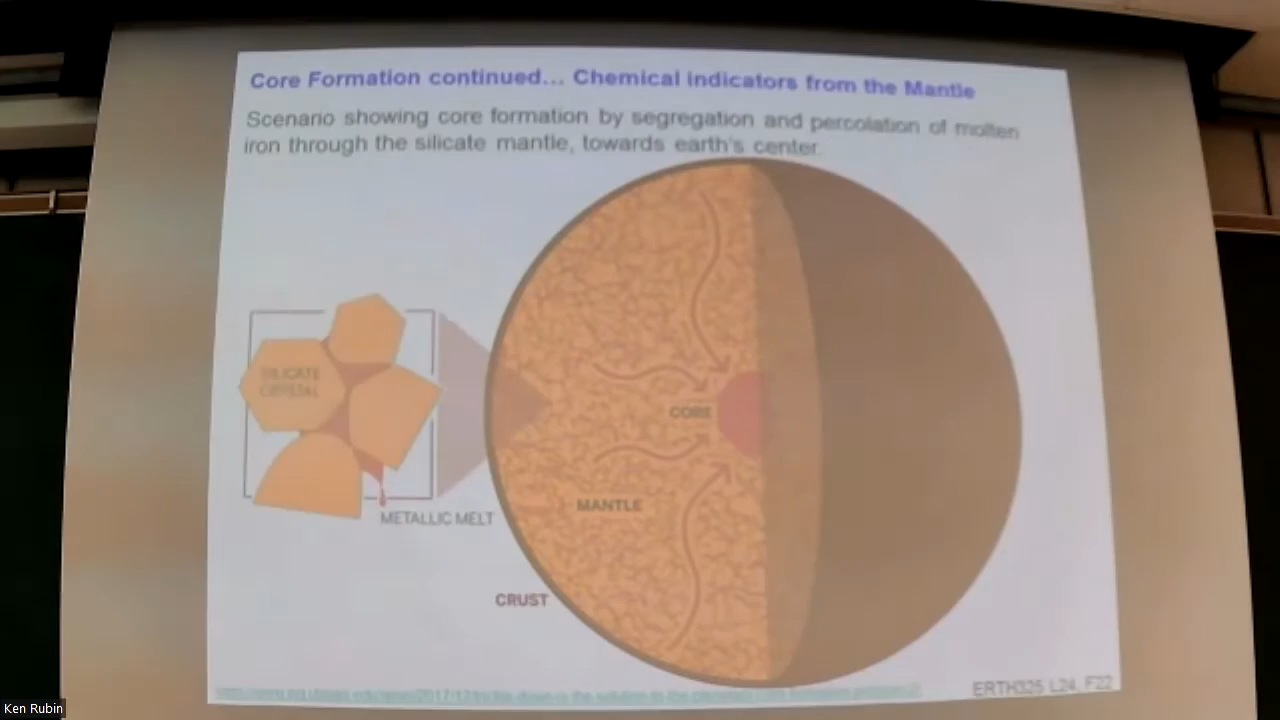 Core Formation continued... Chemical indicators from the Mantle
Scenario showing core formation by segregation and percolation of molten
iron through the silicate mantle, towards earth's center.
SILICATE
CRYSTAL
CORE
MANTLE
METALLIC MELT
CRUST
ERTH325 L24, F22
Ken Rubin